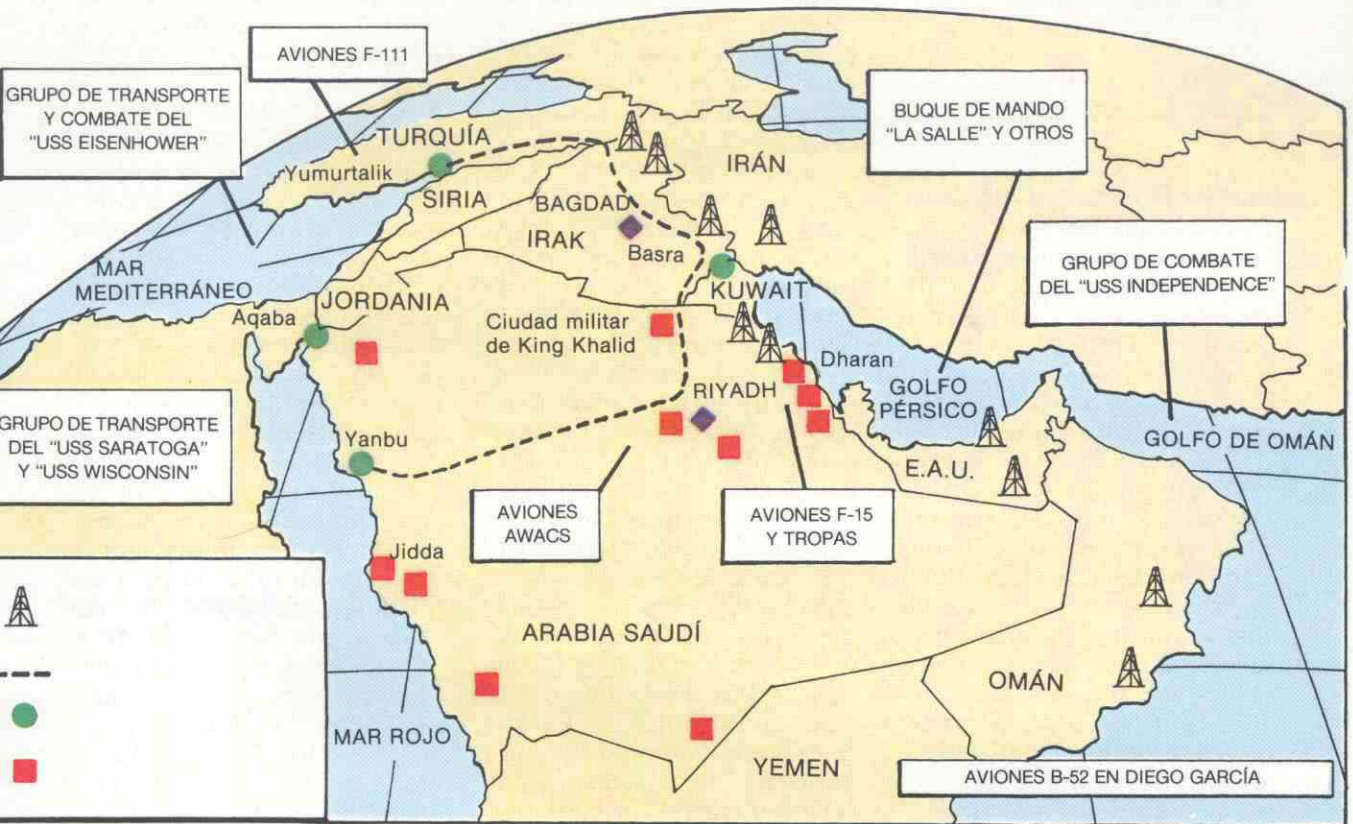 AVIONES F-111
GRUPO DE TRANSPORTE
Y COMBATE DEL
"USS EISENHOWER"
BUQUE DE MANDO
"LA SALLE" Y OTROS
TURQUÍA
Yumurtalik
IRÁN
SIRIA
BAGDAD
IRAK
Basra
MAR
MEDITERRÁNEO
GRUPO DE COMBATE
DEL "USS INDEPENDENCE"
JORDANIA
KUWAIT
Aqaba
Ciudad militar
de King Khalid
Dharan
RIYADH
GOLFO
PÉRSICO
GRUPO DE TRANSPORTE
DEL "USS SARATOGA"
Y "USS WISCONSIN"
Yanbu
GOLFO DE OMÁN
E.A.U.
AVIONES
AWACS
AVIONES F-15
Y TROPAS
Jidda
ARABIA SAUDÍ
OMÁN
MAR ROJO
YEMEN
AVIONES B-52 EN DIEGO GARCÍA